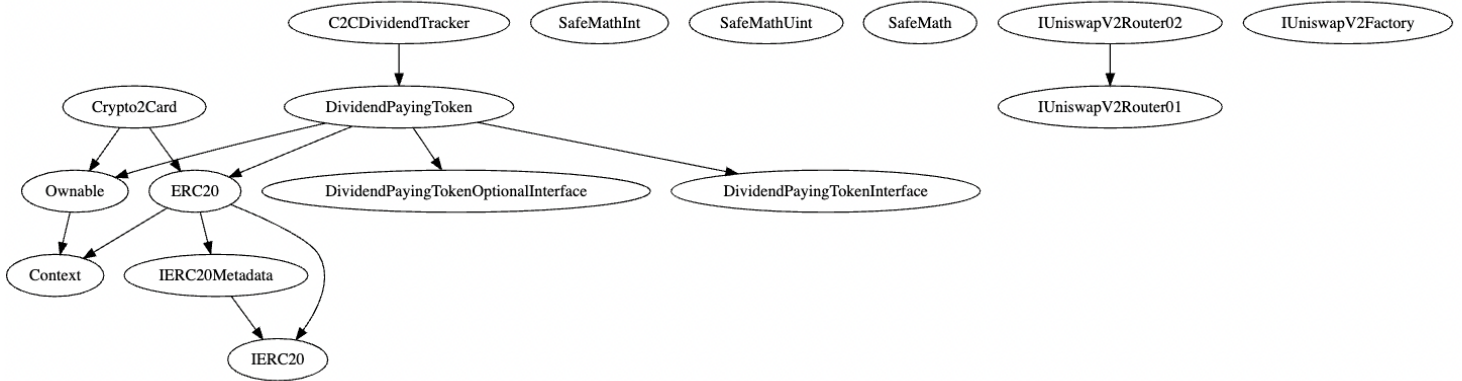 C2CDividendTracker
SafeMathInt
SafeMathUint
SafeMath
IUniswapV2Router02
IUniswapV2Factory
Crypto2Card
DividendPayingToken
IUniswapV2Router01
Ownable
ERC20
DividendPayingTokenOptionalInterface
DividendPayingTokenInterface
Context
IERC20Metadata
IERC20